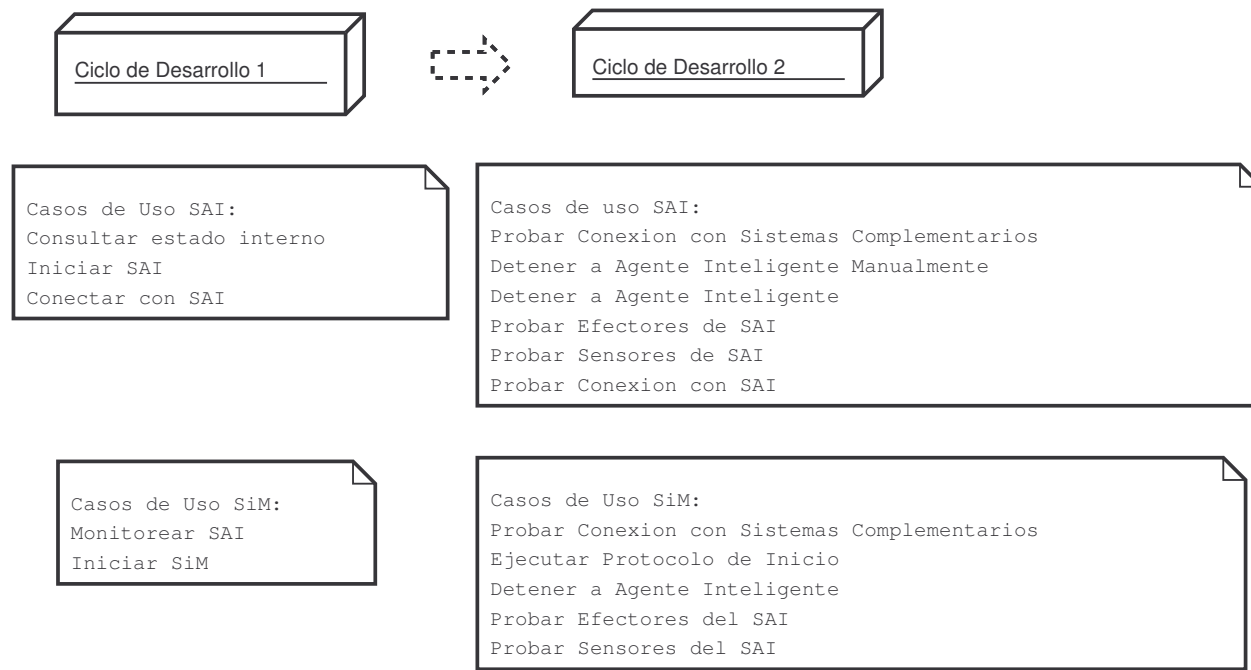 Ciclo de Desarrollo 1
Ciclo de Desarrollo 2
Casos de Uso SAI:
Consultar estado interno
Iniciar SAI
Conectar con SAI
Casos de uso SAI:
Probar Conexion con Sistemas Complementarios
Detener a Agente Inteligente Manualmente
Detener a Agente Inteligente
Probar Efectores de SAI
Probar Sensores de SAI
Probar Conexion con SAI
Casos de Uso SiM:
Monitorear SAI
Iniciar SiM
Casos de Uso SiM:
Probar Conexion con Sistemas Complementarios
Ejecutar Protocolo de Inicio
Detener a Agente Inteligente
Probar Efectores del SAI
Probar Sensores del SAI